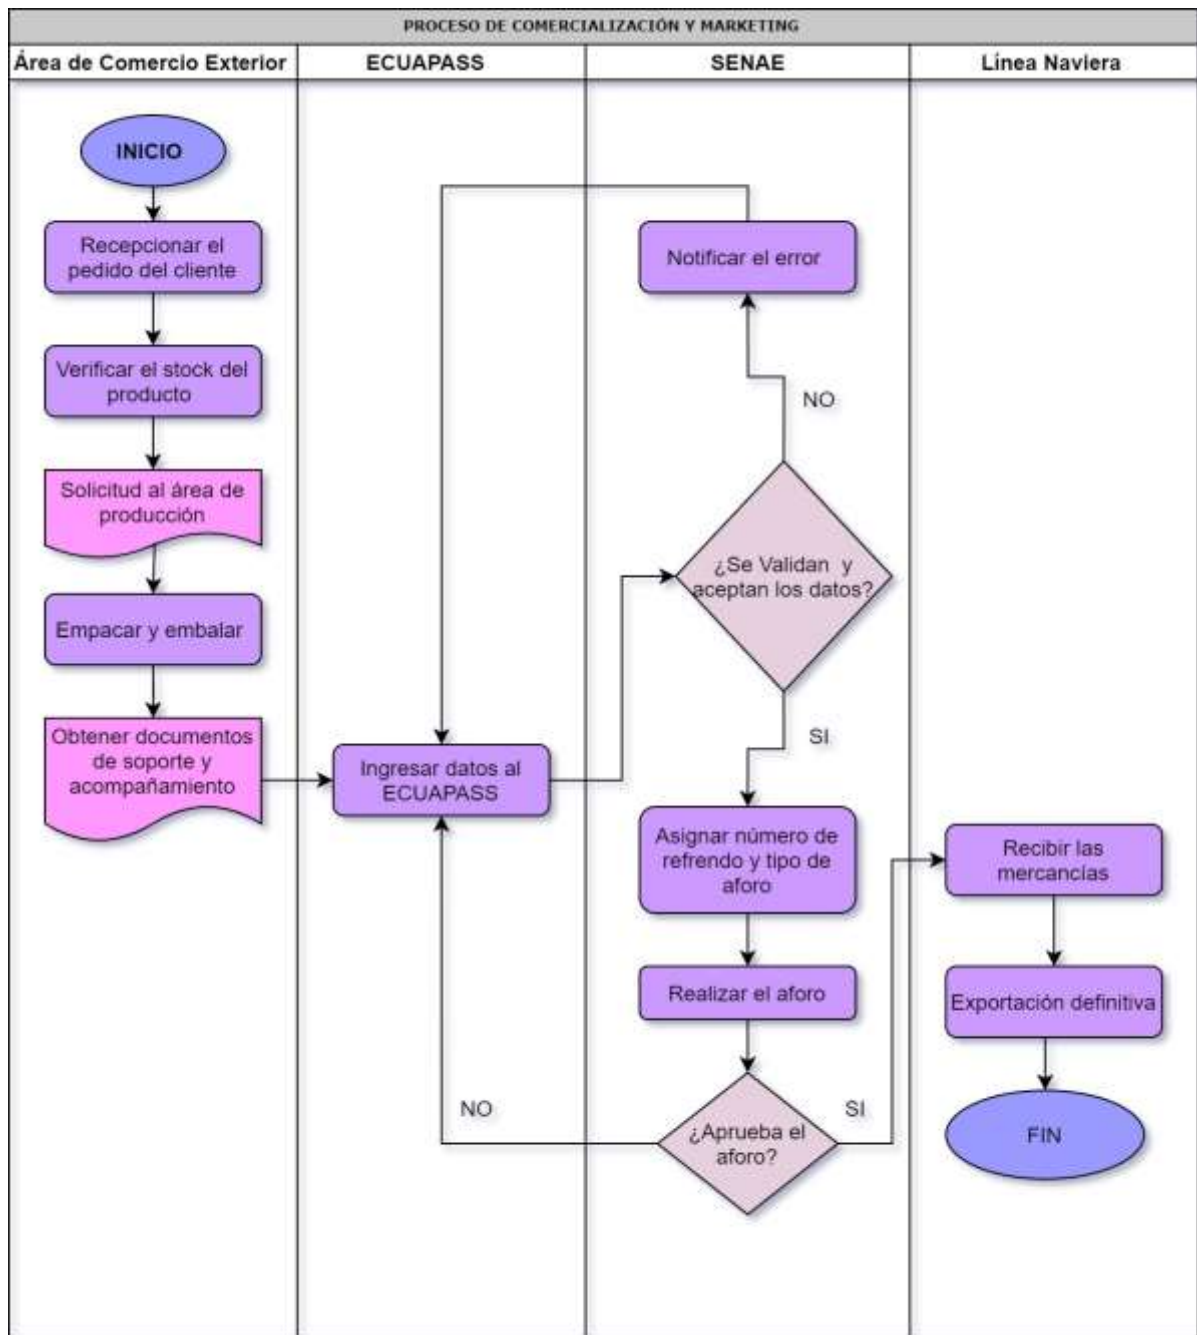 PROCESO DE COMERCIALIZACIÓN Y MARKETING
Área de Comercio Exterior
ECUAPASS
SENAE
Línea Naviera
INICIO
Recepcionar el
pedido del cliente
Verificar el stock del
producto
Solicitud al área de
producción
Empacar y embalar
Obtener documentos
de soporte y
acompañamiento
Ingresar datos al
ECUAPASS
Notificar el error
NO
¿Se Validan y
aceptan los datos?
SI
Asignar número de
refrendo y tipo de
aforo
Realizar el aforo
¿Aprueba el
aforo?
NO
SI
Recibir las
mercancías
Exportación definitiva
FIN